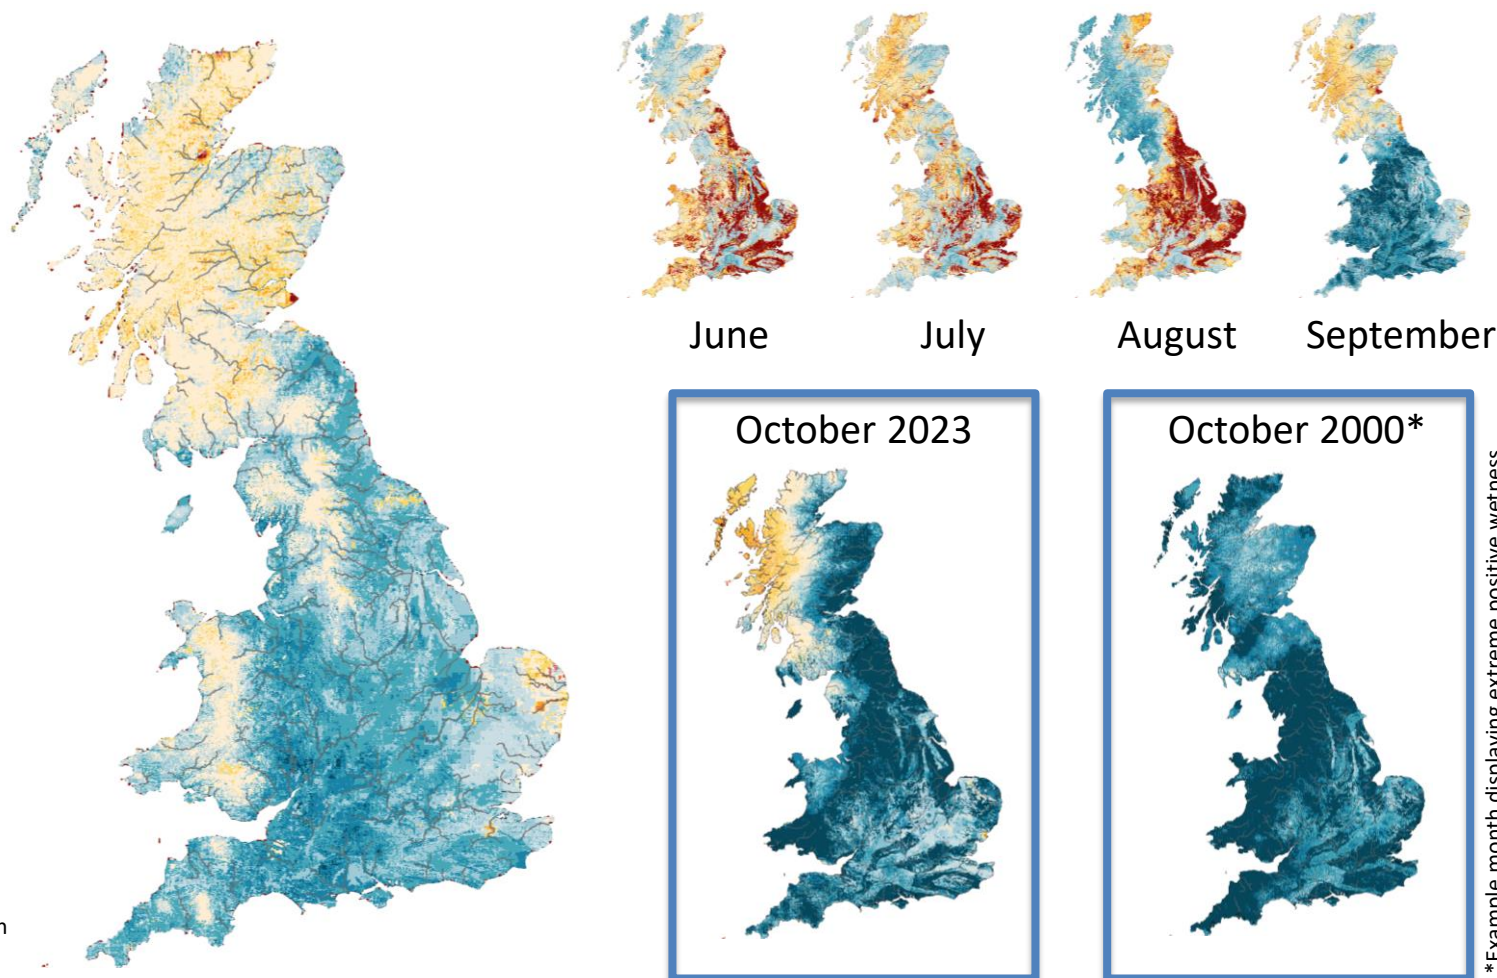 June
July
August
September
October 2023
October 2000*
*Example month displaying extreme positive wetness